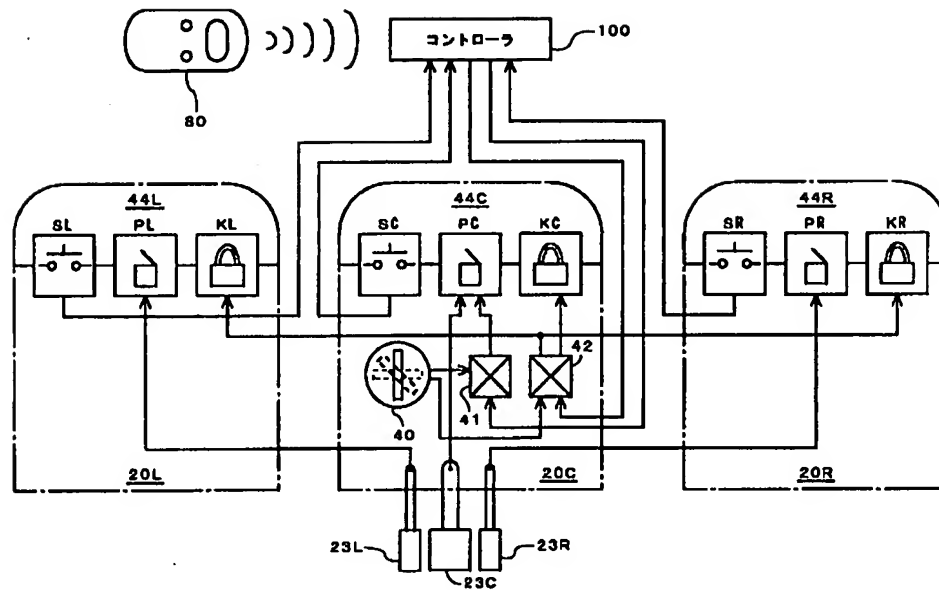 コントローラ
100
80
44L
SL PL KL
44C
SC PC KC
44R
SR PR KR
42
41
40
20L
20C
20R
23L
23R
23C